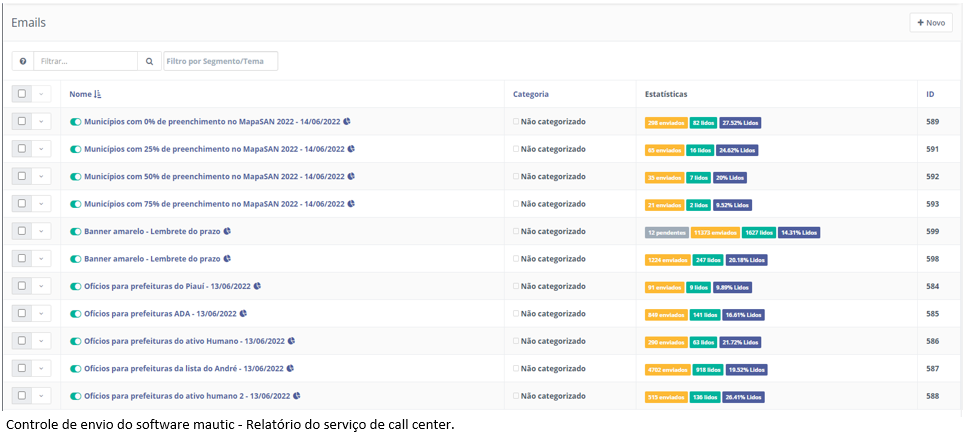 Emails
+ Novo
Filtrar...
Filtro por Segmento/Tema
Nome Categoria Estatísticas ID
Municípios com 0% de preenchimento no MapaSAN 2022 - 14/06/2022 Não categorizado 298 enviados 82 lidos 27.52% Lidos 589
Municípios com 25% de preenchimento no MapaSAN 2022 - 14/06/2022 Não categorizado 65 enviados 16 lidos 24.62% Lidos 591
Municípios com 50% de preenchimento no MapaSAN 2022 - 14/06/2022 Não categorizado 35 enviados 7 lidos 20% Lidos 592
Municípios com 75% de preenchimento no MapaSAN 2022 - 14/06/2022 Não categorizado 21 enviados 2 lidos 9.52% Lidos 593
Banner amarelo - Lembrete do prazo Não categorizado 12 pendentes 11373 enviados 1627 lidos 14.31% Lidos 599
Banner amarelo - Lembrete do prazo Não categorizado 1224 enviados 247 lidos 20.18% Lidos 598
Ofícios para prefeituras do Piauí - 13/06/2022 Não categorizado 91 enviados 9 lidos 9.89% Lidos 584
Ofícios para prefeituras ADA - 13/06/2022 Não categorizado 849 enviados 141 lidos 16.61% Lidos 585
Ofícios para prefeituras do ativo Humano - 13/06/2022 Não categorizado 290 enviados 63 lidos 21.72% Lidos 586
Ofícios para prefeituras da lista do André - 13/06/2022 Não categorizado 4702 enviados 918 lidos 19.52% Lidos 587
Ofícios para prefeituras do ativo humano 2 - 13/06/2022 Não categorizado 515 enviados 136 lidos 26.41% Lidos 588
Controle de envio do software mautic - Relatório do serviço de call center.